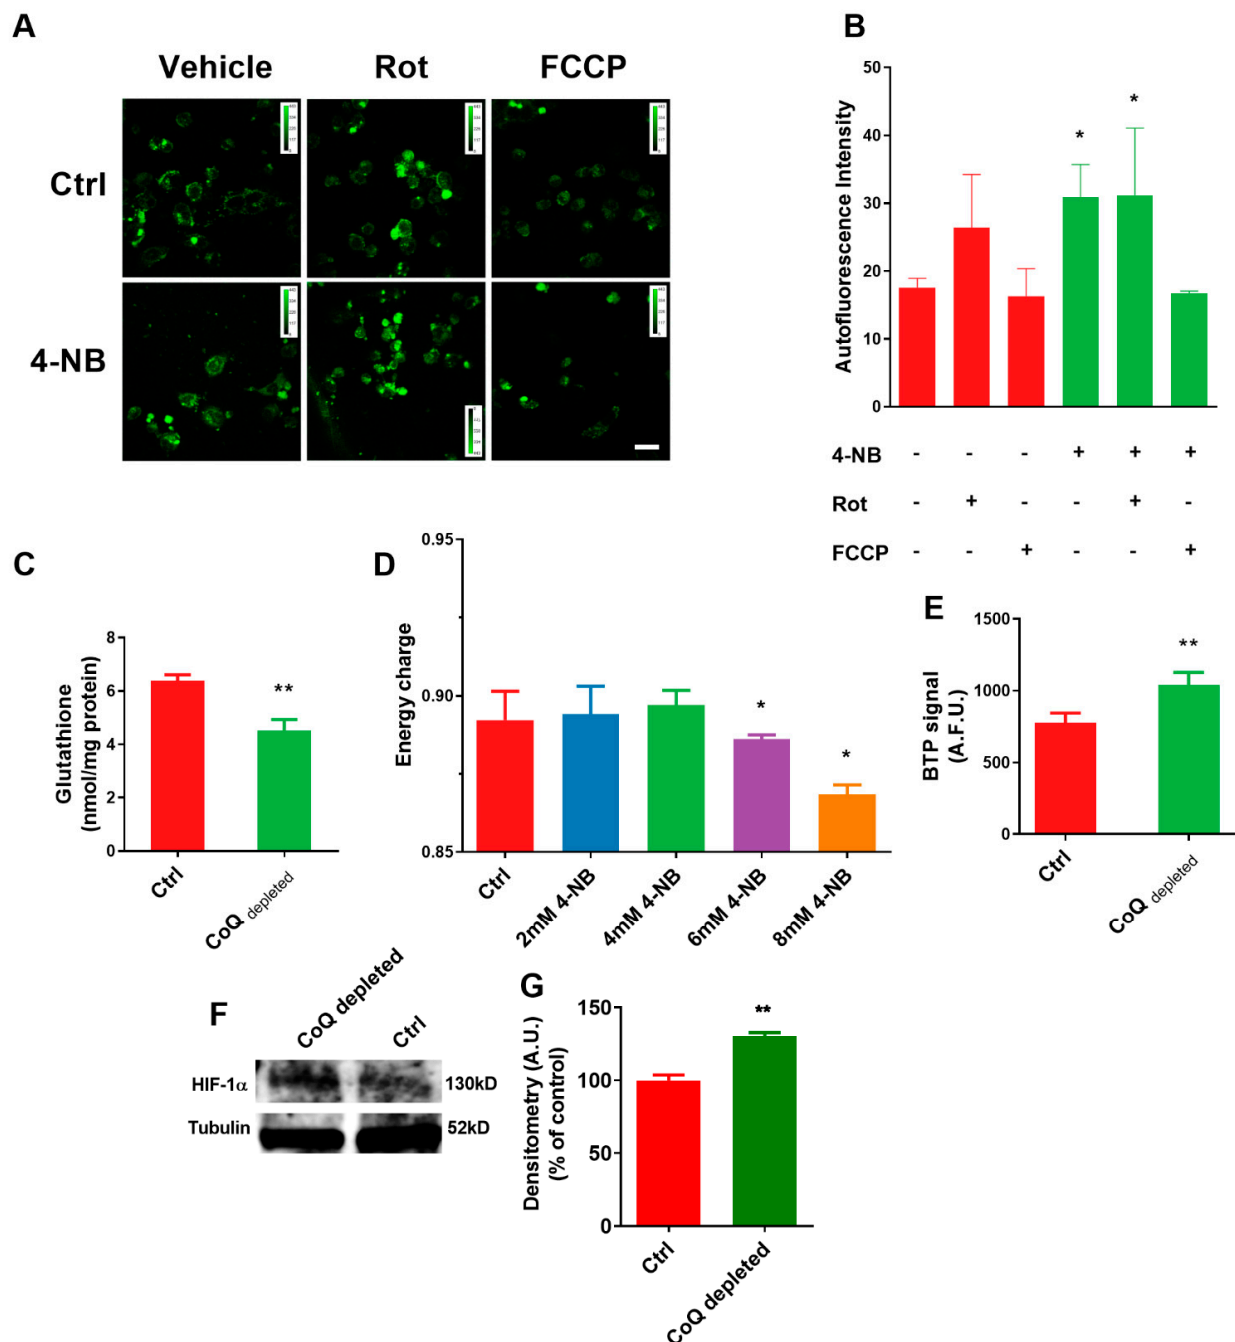 A
Vehicle Rot FCCP
Ctrl
4-NB
B
Autofluorescence Intensity
50
40
30
20
10
0
4-NB - - - + + +
Rot - + - - + -
FCCP - - + - - +
C
Glutathione
(nmol/mg protein)
8
6
4
2
0
Ctrl
CoQ depleted
D
Energy charge
0.95
0.90
0.85
*
*
Ctrl
2mM 4-NB
4mM 4-NB
6mM 4-NB
8mM 4-NB
E
BTP signal
(A.F.U.)
1500
1000
500
0
**
Ctrl
CoQ depleted
F
CoQ depleted
Ctrl
HIF-1α 130kD
Tubulin 52kD
G
Densitometry (A.U.)
(% of control)
150
100
50
0
**
Ctrl
CoQ depleted